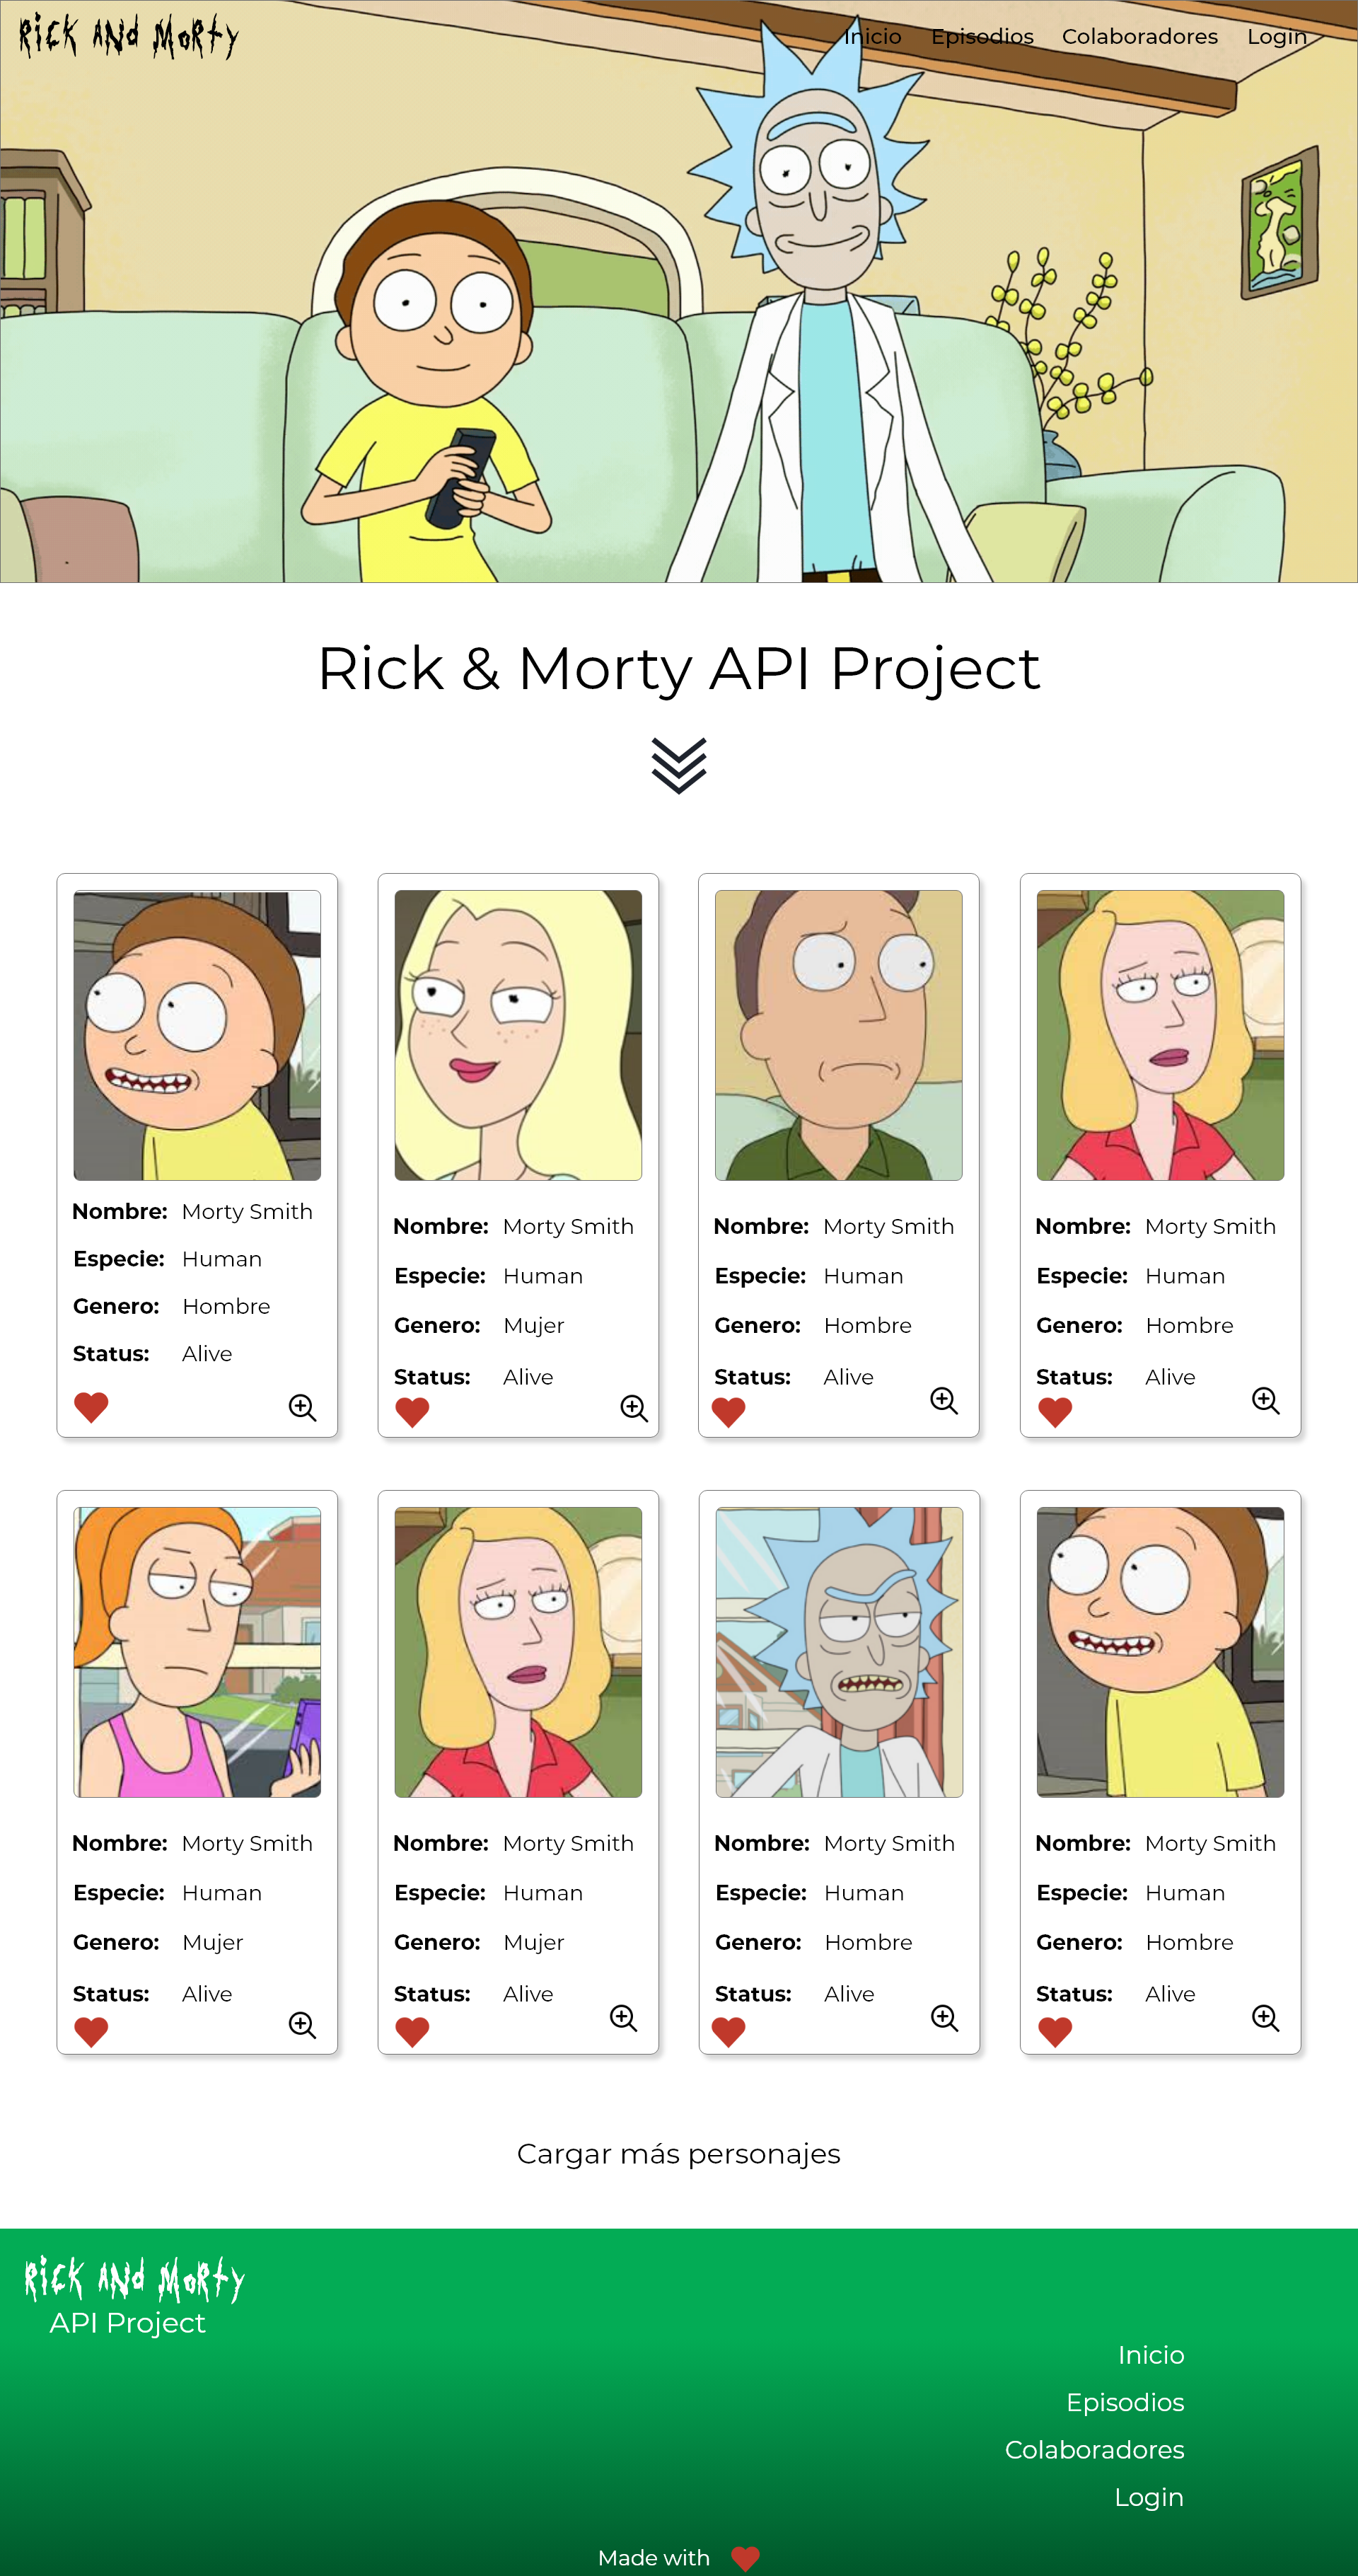 Rick and Morty
Inicio Episodios Colaboradores Login
Rick & Morty API Project
Nombre: Morty Smith
Especie: Human
Genero: Hombre
Status: Alive
Nombre: Morty Smith
Especie: Human
Genero: Mujer
Status: Alive
Nombre: Morty Smith
Especie: Human
Genero: Hombre
Status: Alive
Nombre: Morty Smith
Especie: Human
Genero: Hombre
Status: Alive
Nombre: Morty Smith
Especie: Human
Genero: Mujer
Status: Alive
Nombre: Morty Smith
Especie: Human
Genero: Mujer
Status: Alive
Nombre: Morty Smith
Especie: Human
Genero: Hombre
Status: Alive
Nombre: Morty Smith
Especie: Human
Genero: Hombre
Status: Alive
Cargar más personajes
Rick and Morty
API Project
Inicio
Episodios
Colaboradores
Login
Made with